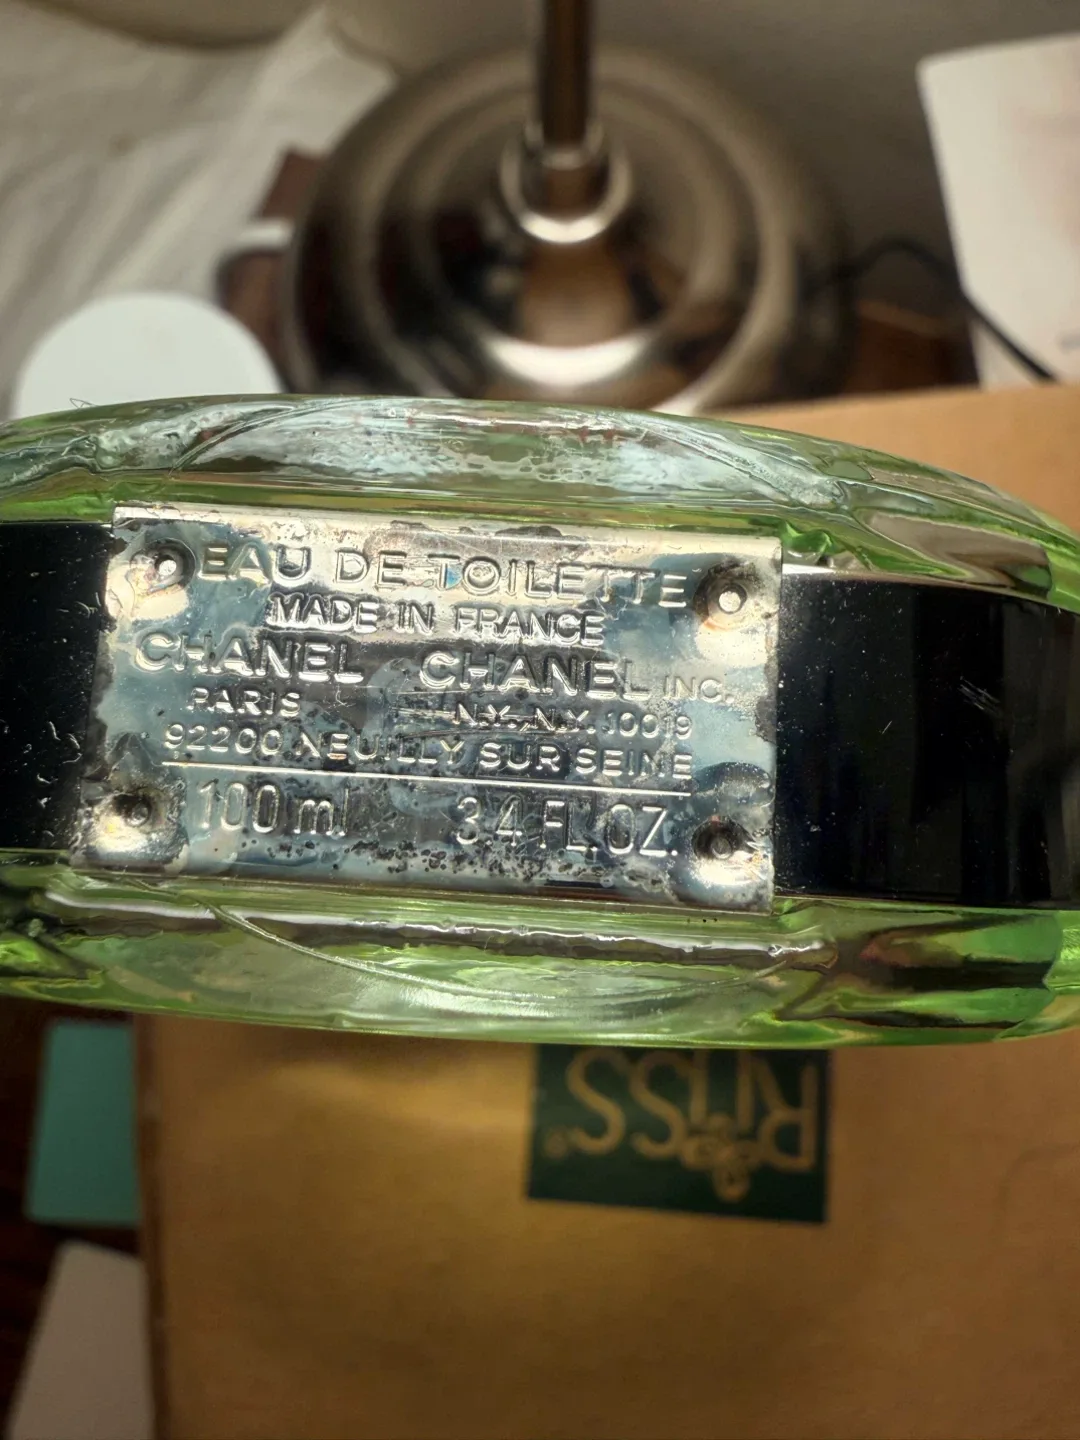 EAU DE TOILETTE
MADE IN FRANCE
CHANEL CHANEL INC.
PARIS N.Y., N.Y. 10019
92200 NEUILLY SUR SEINE
100 ml 3.4 FL. OZ.
RiSS®